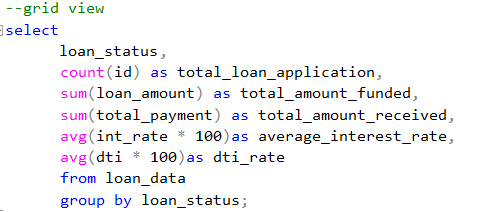 --grid view
select
loan_status,
count(id) as total_loan_application,
sum(loan_amount) as total_amount_funded,
sum(total_payment) as total_amount_received,
avg(int_rate * 100)as average_interest_rate,
avg(dti * 100)as dti_rate
from loan_data
group by loan_status;